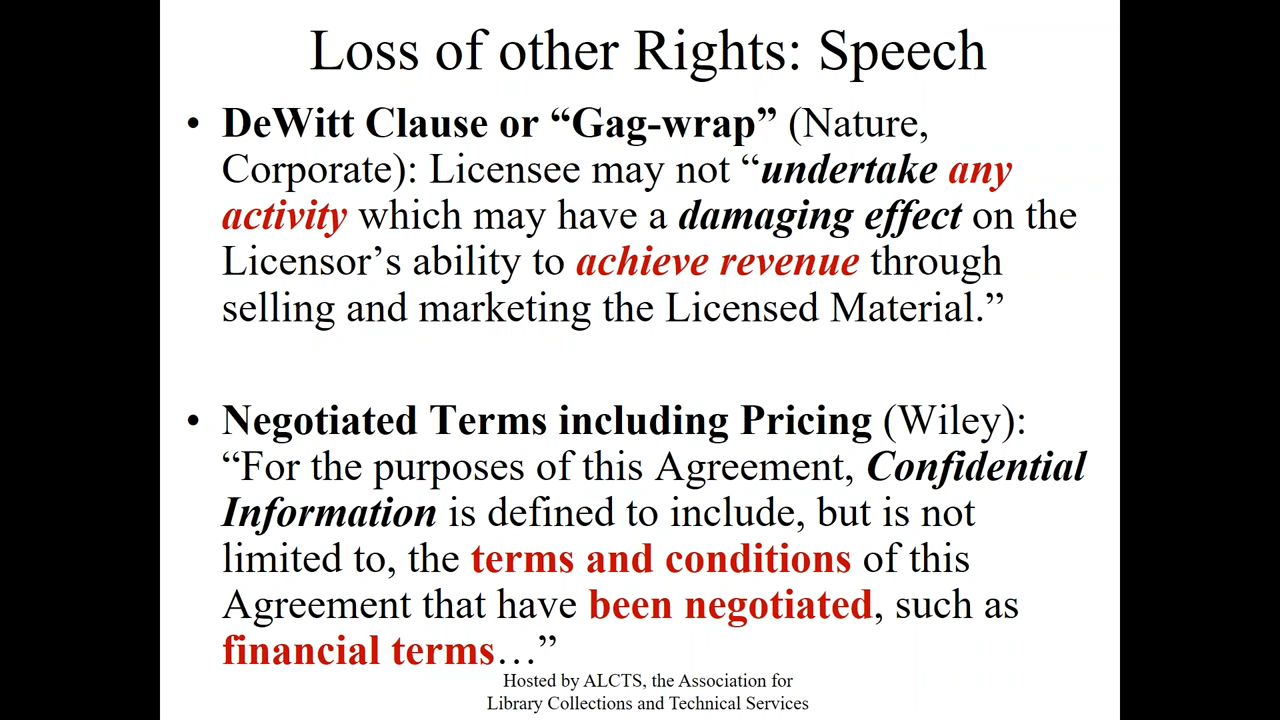 Loss of other Rights: Speech
• DeWitt Clause or “Gag-wrap” (Nature,
Corporate): Licensee may not “undertake any
activity which may have a damaging effect on the
Licensor’s ability to achieve revenue through
selling and marketing the Licensed Material.”
• Negotiated Terms including Pricing (Wiley):
“For the purposes of this Agreement, Confidential
Information is defined to include, but is not
limited to, the terms and conditions of this
Agreement that have been negotiated, such as
financial terms…”
Hosted by ALCTS, the Association for
Library Collections and Technical Services